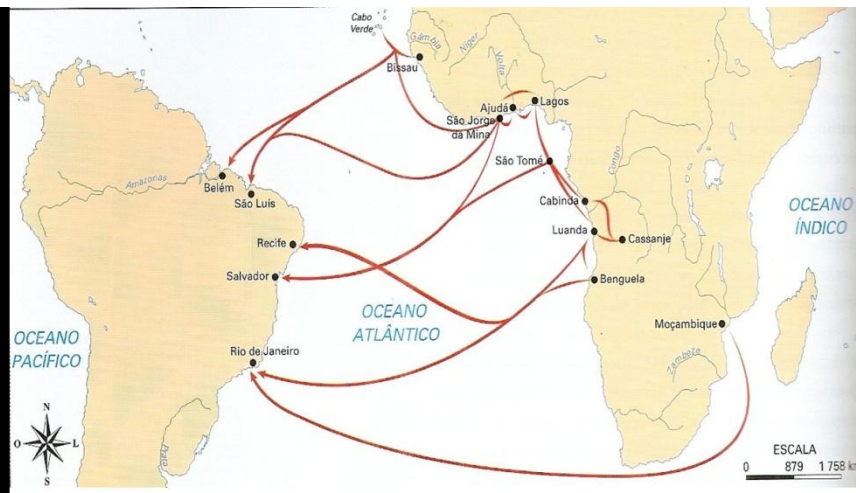 Cabo
Verde
Gâmbia
Níger
Volta
Bissau
Ajudá
Lagos
São Jorge
da Mina
São Tomé
Congo
Amazonas
Belém
São Luís
Cabinda
Luanda
Cassanje
OCEANO
ÍNDICO
Recife
Salvador
Benguela
OCEANO
ATLÂNTICO
Moçambique
OCEANO
PACÍFICO
Rio de Janeiro
Zambeze
Prata
N
O
L
S
ESCALA
0 879 1 758 km